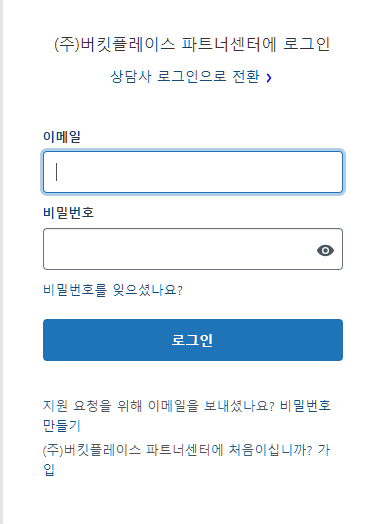 (주)버킷플레이스 파트너센터에 로그인
상담사 로그인으로 전환 ›
이메일
비밀번호
비밀번호를 잊으셨나요?
로그인
지원 요청을 위해 이메일을 보내셨나요? 비밀번호
만들기
(주)버킷플레이스 파트너센터에 처음이십니까? 가
입